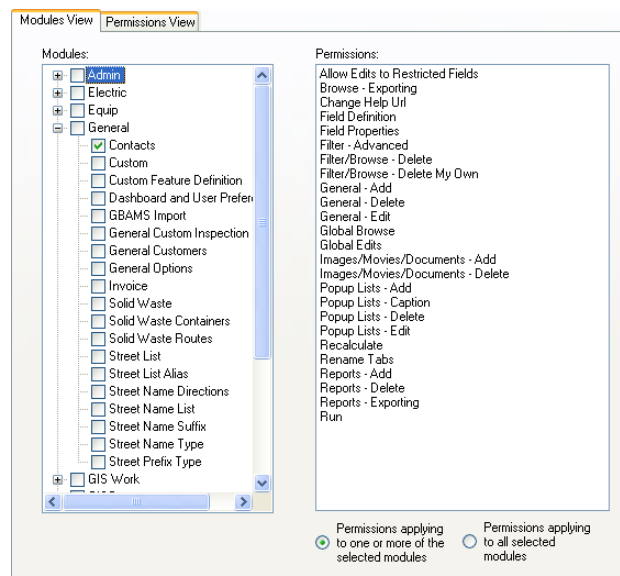 Modules View
Permissions View
Modules:
Admin
Electric
Equip
General
Contacts
Custom
Custom Feature Definition
Dashboard and User Prefer
GBAMS Import
General Custom Inspection
General Customers
General Options
Invoice
Solid Waste
Solid Waste Containers
Solid Waste Routes
Street List
Street List Alias
Street Name Directions
Street Name List
Street Name Suffix
Street Name Type
Street Prefix Type
GIS Work
Permissions:
Allow Edits to Restricted Fields
Browse - Exporting
Change Help Url
Field Definition
Field Properties
Filter - Advanced
Filter/Browse - Delete
Filter/Browse - Delete My Own
General - Add
General - Delete
General - Edit
Global Browse
Global Edits
Images/Movies/Documents - Add
Images/Movies/Documents - Delete
Popup Lists - Add
Popup Lists - Caption
Popup Lists - Delete
Popup Lists - Edit
Recalculate
Rename Tabs
Reports - Add
Reports - Delete
Reports - Exporting
Run
Permissions applying
to one or more of the
selected modules
Permissions applying
to all selected
modules